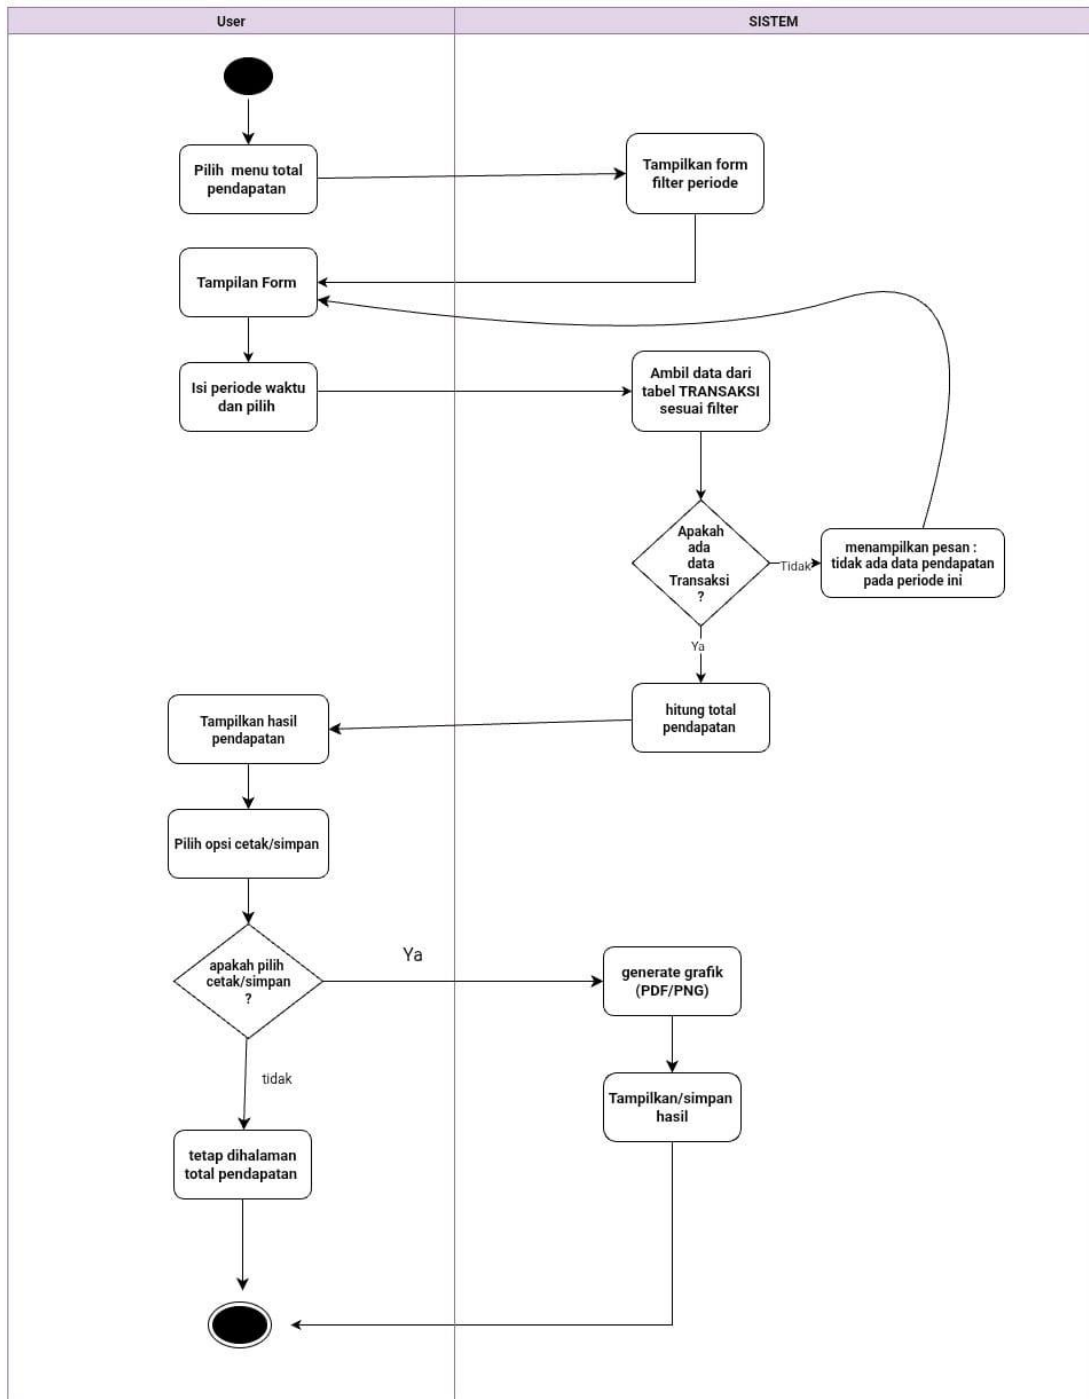 User
SISTEM
Pilih menu total
pendapatan
Tampilkan form
filter periode
Tampilan Form
Isi periode waktu
dan pilih
Ambil data dari
tabel TRANSAKSI
sesuai filter
Apakah
ada
data
Transaksi
?
Tidak
menampilkan pesan :
tidak ada data pendapatan
pada periode ini
Ya
hitung total
pendapatan
Tampilkan hasil
pendapatan
Pilih opsi cetak/simpan
apakah pilih
cetak/simpan
?
Ya
generate grafik
(PDF/PNG)
tidak
Tampilkan/simpan
hasil
tetap dihalaman
total pendapatan